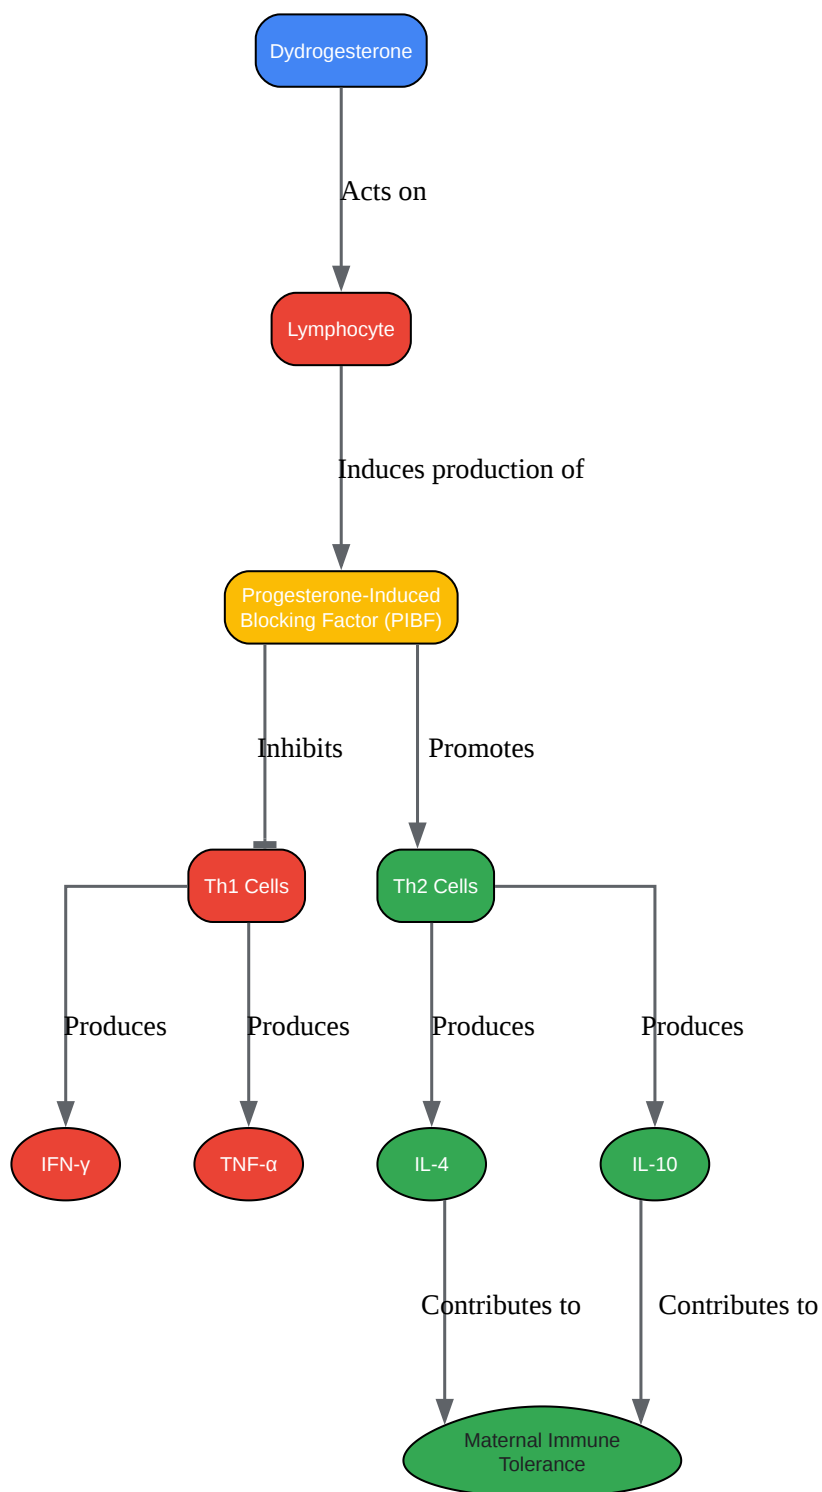 Dydrogesterone
Acts on
Lymphocyte
Induces production of
Progesterone-Induced
Blocking Factor (PIBF)
Inhibits
Promotes
Th1 Cells
Th2 Cells
Produces
Produces
Produces
Produces
IFN-γ
TNF-α
IL-4
IL-10
Contributes to
Contributes to
Maternal Immune
Tolerance